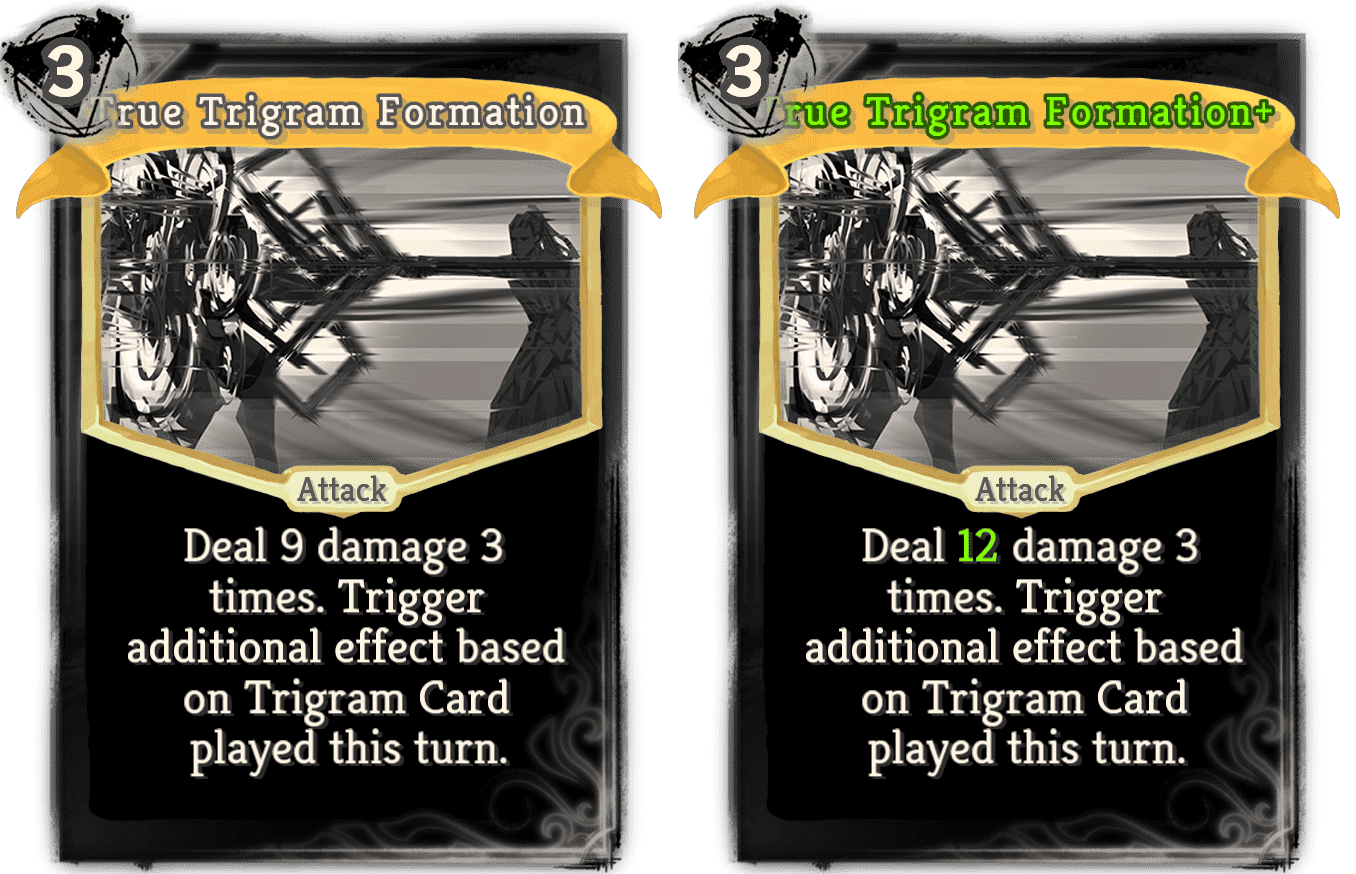 3
True Trigram Formation
Attack
Deal 9 damage 3
times. Trigger
additional effect based
on Trigram Card
played this turn.
3
True Trigram Formation+
Attack
Deal 12 damage 3
times. Trigger
additional effect based
on Trigram Card
played this turn.